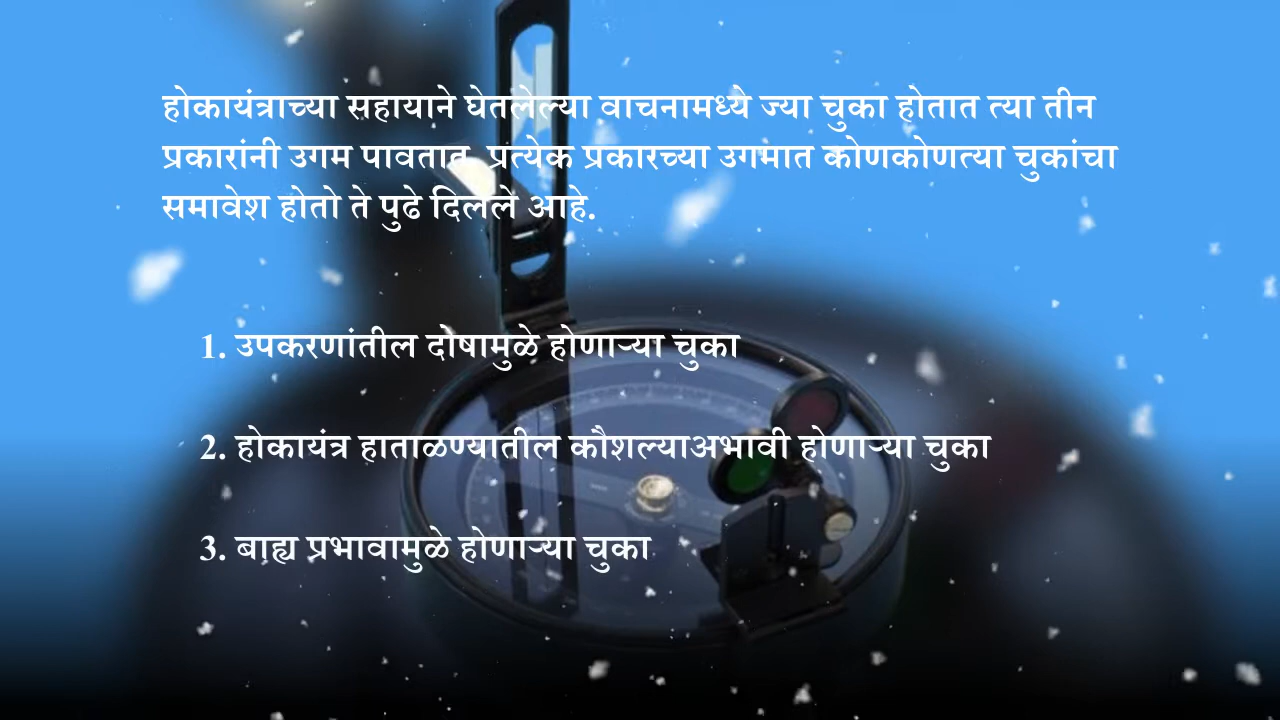 होकायंत्राच्या सहायाने घेतलेल्या वाचनामध्ये ज्या चुका होतात त्या तीन
प्रकारांनी उगम पावतात. प्रत्येक प्रकारच्या उगमात कोणकोणत्या चुकांचा
समावेश होतो ते पुढे दिलेले आहे.
1. उपकरणांतील दोषामुळे होणाऱ्या चुका
2. होकायंत्र हाताळण्यातील कौशल्याअभावी होणाऱ्या चुका
3. बाह्य प्रभावामुळे होणाऱ्या चुका